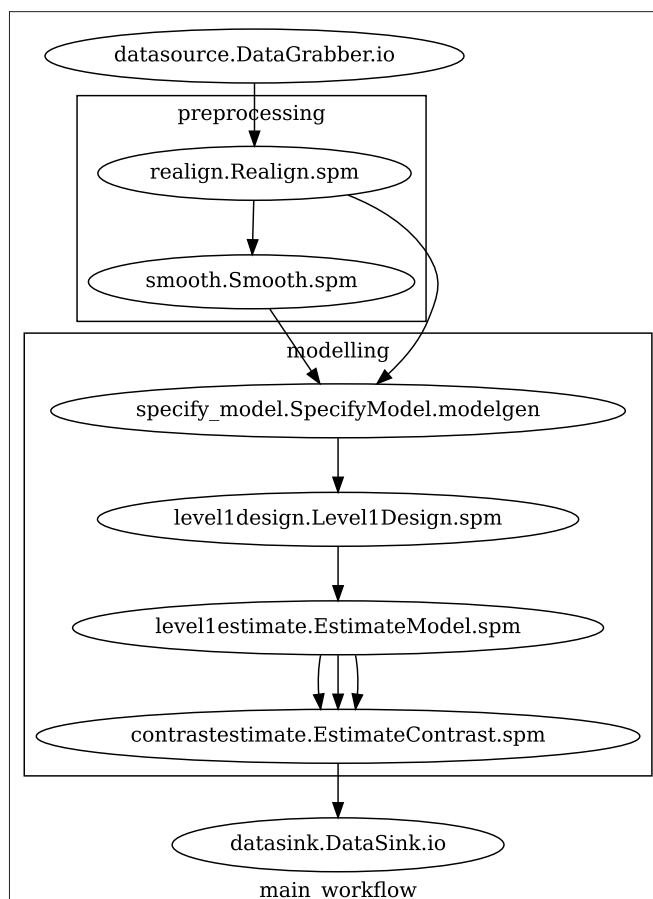 datasource.DataGrabber.io
preprocessing
realign.Realign.spm
smooth.Smooth.spm
modelling
specify_model.SpecifyModel.modelgen
level1design.Level1Design.spm
level1estimate.EstimateModel.spm
contrastestimate.EstimateContrast.spm
datasink.DataSink.io
main_workflow